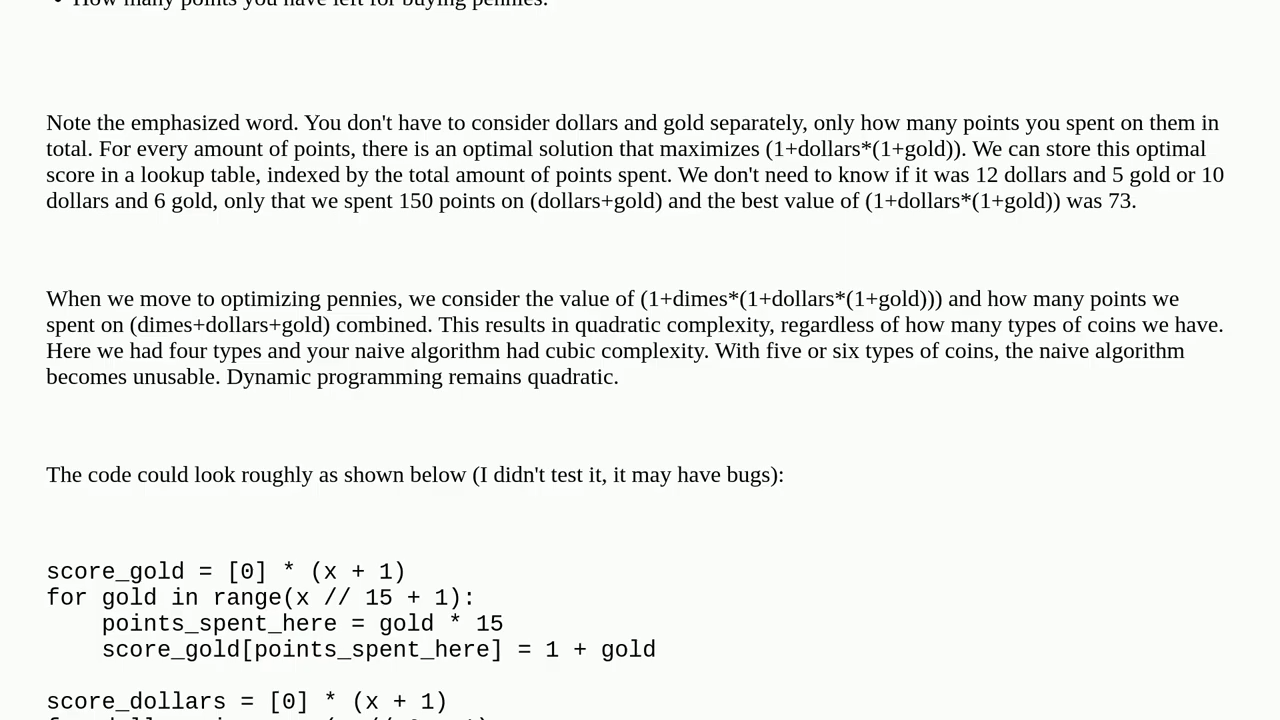 • How many points you have left for buying pennies.
Note the emphasized word. You don't have to consider dollars and gold separately, only how many points you spent on them in
total. For every amount of points, there is an optimal solution that maximizes (1+dollars*(1+gold)). We can store this optimal
score in a lookup table, indexed by the total amount of points spent. We don't need to know if it was 12 dollars and 5 gold or 10
dollars and 6 gold, only that we spent 150 points on (dollars+gold) and the best value of (1+dollars*(1+gold)) was 73.
When we move to optimizing pennies, we consider the value of (1+dimes*(1+dollars*(1+gold))) and how many points we
spent on (dimes+dollars+gold) combined. This results in quadratic complexity, regardless of how many types of coins we have.
Here we had four types and your naive algorithm had cubic complexity. With five or six types of coins, the naive algorithm
becomes unusable. Dynamic programming remains quadratic.
The code could look roughly as shown below (I didn't test it, it may have bugs):
score_gold = [0] * (x + 1)
for gold in range(x // 15 + 1):
    points_spent_here = gold * 15
    score_gold[points_spent_here] = 1 + gold
score_dollars = [0] * (x + 1)